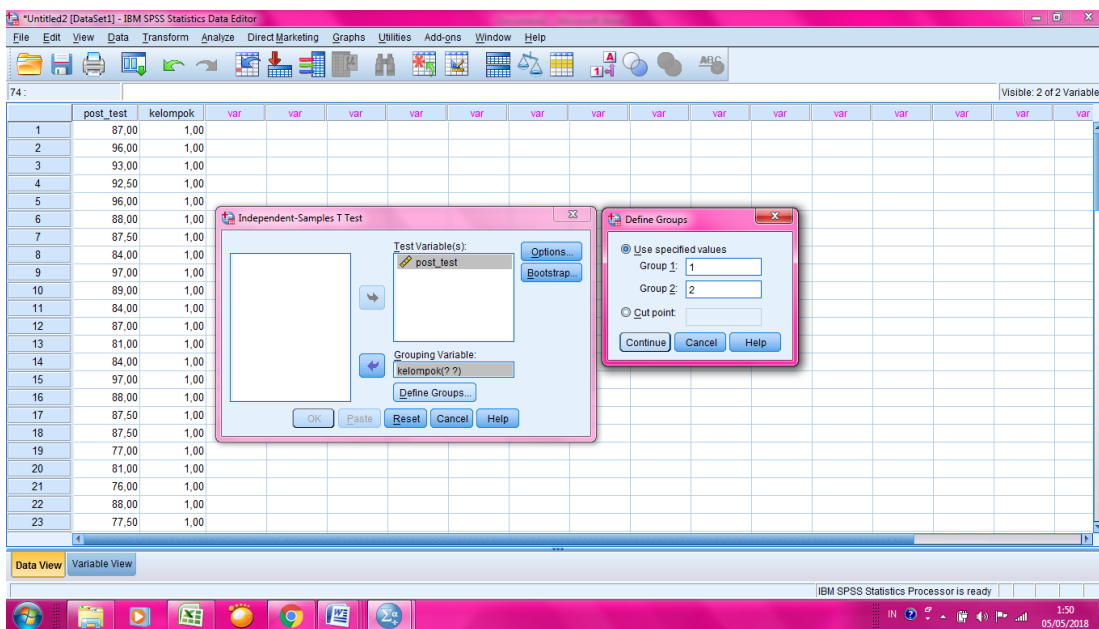 *Untitled2 [DataSet1] - IBM SPSS Statistics Data Editor
File Edit View Data Transform Analyze Direct Marketing Graphs Utilities Add-ons Window Help
74 :
Visible: 2 of 2 Variable
post_test kelompok var var var var var var var var var var var var var var var
1 87,00 1,00
2 96,00 1,00
3 93,00 1,00
4 92,50 1,00
5 96,00 1,00
6 88,00 1,00
7 87,50 1,00
8 84,00 1,00
9 97,00 1,00
10 89,00 1,00
11 84,00 1,00
12 87,00 1,00
13 81,00 1,00
14 84,00 1,00
15 97,00 1,00
16 88,00 1,00
17 87,50 1,00
18 87,50 1,00
19 77,00 1,00
20 81,00 1,00
21 76,00 1,00
22 88,00 1,00
23 77,50 1,00
Independent-Samples T Test
Test Variable(s):
post_test
Options...
Bootstrap...
Grouping Variable:
kelompok(? ?)
Define Groups...
OK Paste Reset Cancel Help
Define Groups
Use specified values
Group 1: 1
Group 2: 2
Cut point:
Continue Cancel Help
Data View Variable View
IBM SPSS Statistics Processor is ready
IN
1:50
05/05/2018